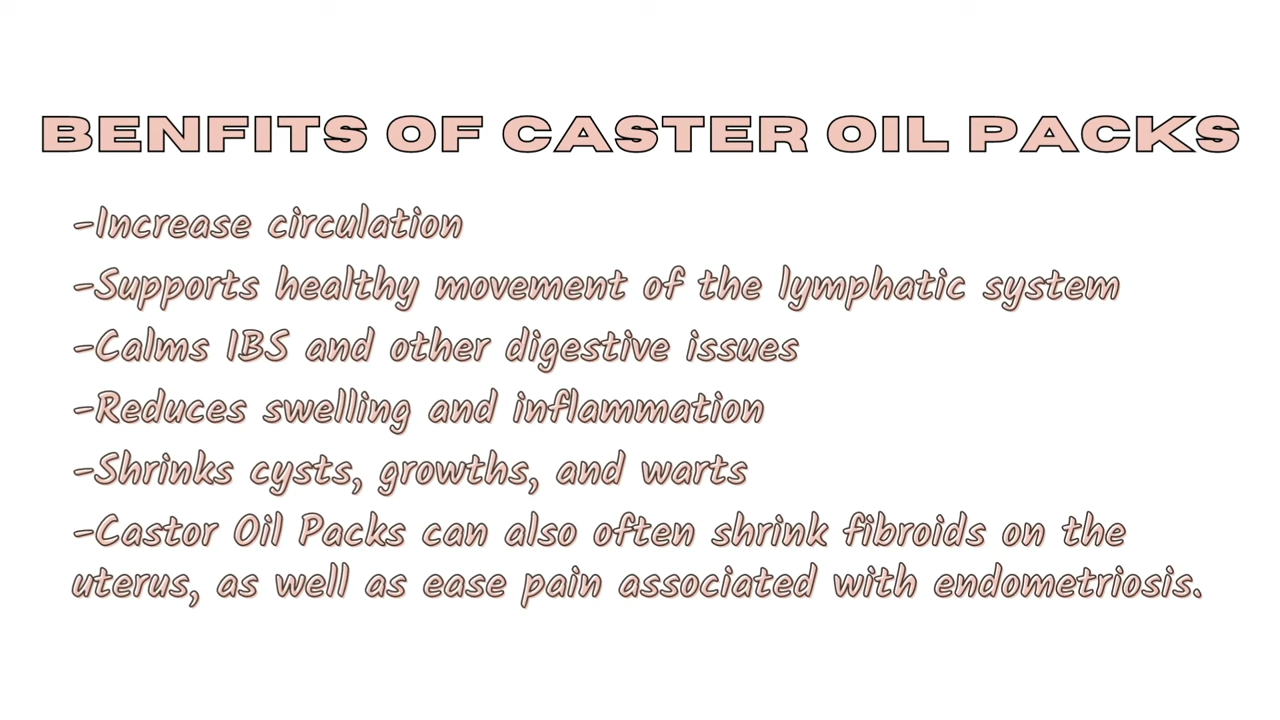 BENFITS OF CASTER OIL PACKS
-Increase circulation
-Supports healthy movement of the lymphatic system
-Calms IBS and other digestive issues
-Reduces swelling and inflammation
-Shrinks cysts, growths, and warts
-Castor Oil Packs can also often shrink fibroids on the
uterus, as well as ease pain associated with endometriosis.